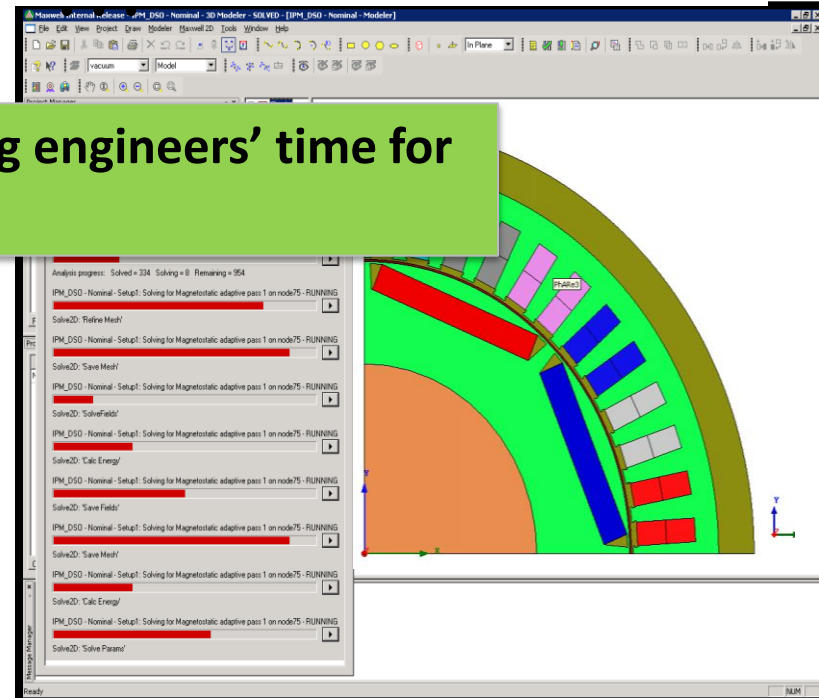 Maxwell Internal Release - IPM_DSO - Nominal - 3D Modeler - SOLVED - [IPM_DSO - Nominal - Modeler]
File Edit View Project Draw Modeler Maxwell 2D Tools Window Help
In Plane
vacuum Model
g engineers’ time for
Analysis progress: Solved = 334 Solving = 8 Remaining = 954
IPM_DSO - Nominal - Setup1: Solving for Magnetostatic adaptive pass 1 on node75 - RUNNING
Solve2D: 'Refine Mesh'
IPM_DSO - Nominal - Setup1: Solving for Magnetostatic adaptive pass 1 on node75 - RUNNING
Solve2D: 'Save Mesh'
IPM_DSO - Nominal - Setup1: Solving for Magnetostatic adaptive pass 1 on node75 - RUNNING
Solve2D: 'SolveFields'
IPM_DSO - Nominal - Setup1: Solving for Magnetostatic adaptive pass 1 on node75 - RUNNING
Solve2D: 'Calc Energy'
IPM_DSO - Nominal - Setup1: Solving for Magnetostatic adaptive pass 1 on node75 - RUNNING
Solve2D: 'Save Fields'
IPM_DSO - Nominal - Setup1: Solving for Magnetostatic adaptive pass 1 on node75 - RUNNING
Solve2D: 'Save Mesh'
IPM_DSO - Nominal - Setup1: Solving for Magnetostatic adaptive pass 1 on node75 - RUNNING
Solve2D: 'Calc Energy'
IPM_DSO - Nominal - Setup1: Solving for Magnetostatic adaptive pass 1 on node75 - RUNNING
Solve2D: 'Solve Params'
PhARe3
Y
X
Y
Message Manager
Ready
NUM